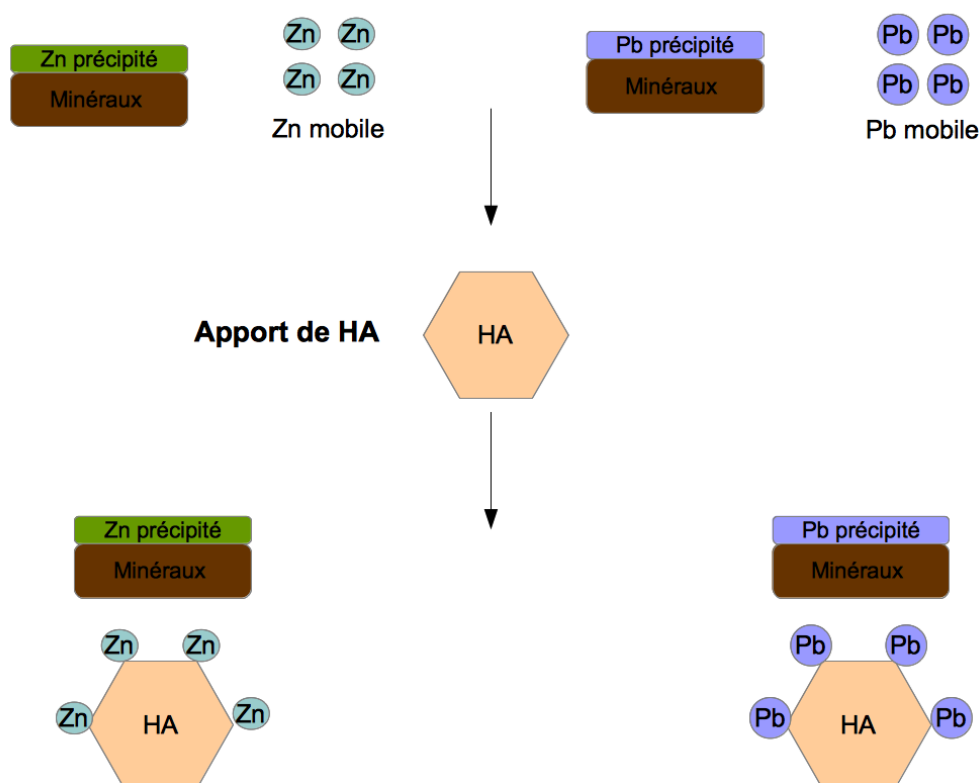 Zn précipité
Minéraux
Zn Zn
Zn Zn
Zn mobile
Pb précipité
Minéraux
Pb Pb
Pb Pb
Pb mobile
Apport de HA
HA
Zn précipité
Minéraux
Zn Zn
Zn Zn
HA
Pb précipité
Minéraux
Pb Pb
Pb Pb
HA